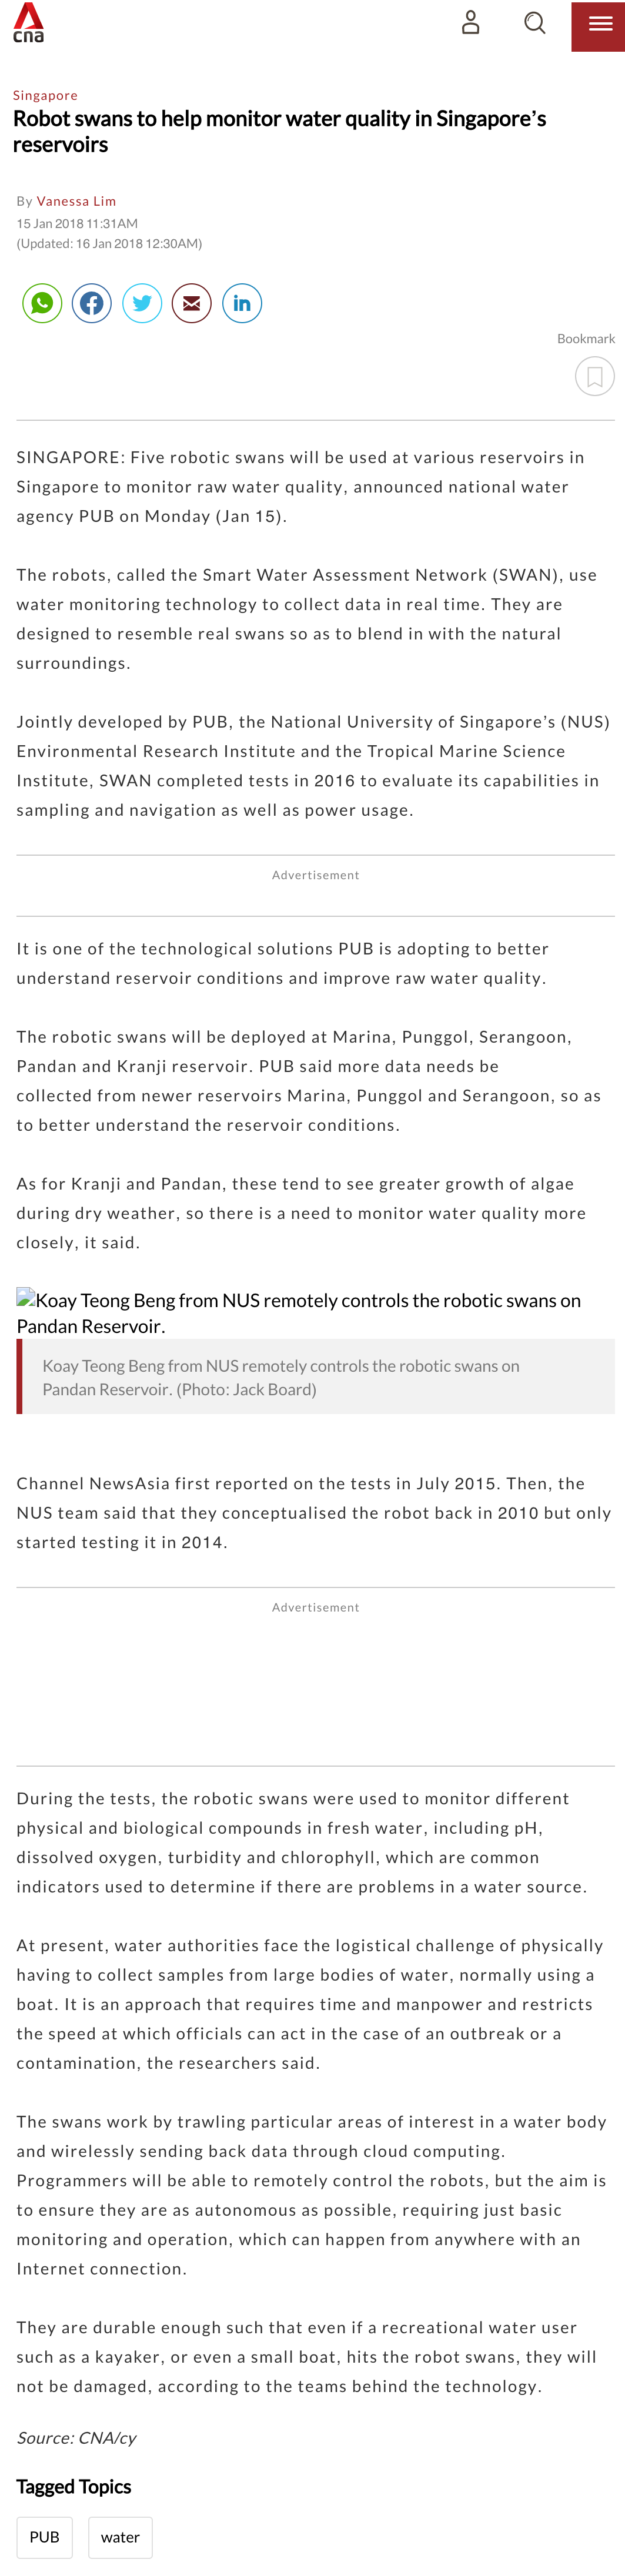 cna
Singapore
Robot swans to help monitor water quality in Singapore’s
reservoirs
By Vanessa Lim
15 Jan 2018 11:31AM
(Updated: 16 Jan 2018 12:30AM)
in
Bookmark
SINGAPORE: Five robotic swans will be used at various reservoirs in
Singapore to monitor raw water quality, announced national water
agency PUB on Monday (Jan 15).
The robots, called the Smart Water Assessment Network (SWAN), use
water monitoring technology to collect data in real time. They are
designed to resemble real swans so as to blend in with the natural
surroundings.
Jointly developed by PUB, the National University of Singapore’s (NUS)
Environmental Research Institute and the Tropical Marine Science
Institute, SWAN completed tests in 2016 to evaluate its capabilities in
sampling and navigation as well as power usage.
Advertisement
It is one of the technological solutions PUB is adopting to better
understand reservoir conditions and improve raw water quality.
The robotic swans will be deployed at Marina, Punggol, Serangoon,
Pandan and Kranji reservoir. PUB said more data needs be
collected from newer reservoirs Marina, Punggol and Serangoon, so as
to better understand the reservoir conditions.
As for Kranji and Pandan, these tend to see greater growth of algae
during dry weather, so there is a need to monitor water quality more
closely, it said.
Koay Teong Beng from NUS remotely controls the robotic swans on
Pandan Reservoir.
Koay Teong Beng from NUS remotely controls the robotic swans on
Pandan Reservoir. (Photo: Jack Board)
Channel NewsAsia first reported on the tests in July 2015. Then, the
NUS team said that they conceptualised the robot back in 2010 but only
started testing it in 2014.
Advertisement
During the tests, the robotic swans were used to monitor different
physical and biological compounds in fresh water, including pH,
dissolved oxygen, turbidity and chlorophyll, which are common
indicators used to determine if there are problems in a water source.
At present, water authorities face the logistical challenge of physically
having to collect samples from large bodies of water, normally using a
boat. It is an approach that requires time and manpower and restricts
the speed at which officials can act in the case of an outbreak or a
contamination, the researchers said.
The swans work by trawling particular areas of interest in a water body
and wirelessly sending back data through cloud computing.
Programmers will be able to remotely control the robots, but the aim is
to ensure they are as autonomous as possible, requiring just basic
monitoring and operation, which can happen from anywhere with an
Internet connection.
They are durable enough such that even if a recreational water user
such as a kayaker, or even a small boat, hits the robot swans, they will
not be damaged, according to the teams behind the technology.
Source: CNA/cy
Tagged Topics
PUB water